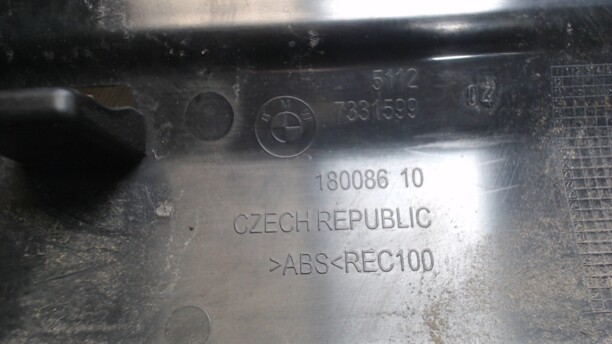 5112
7331599
02
BMW
180086 10
CZECH REPUBLIC
>ABS<REC100